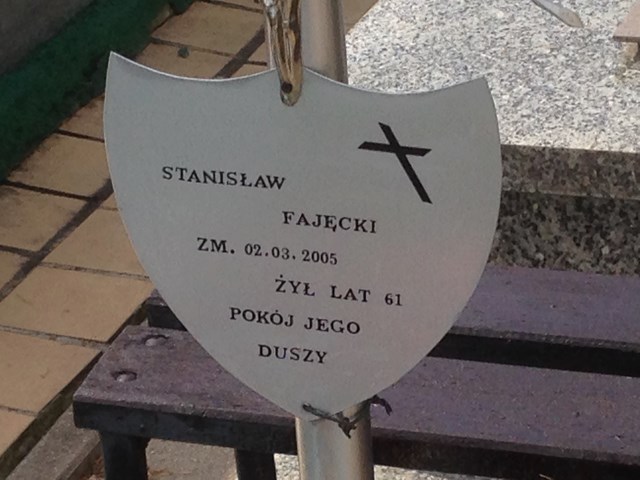 STANISŁAW
FAJĘCKI
ZM. 02.03.2005
ŻYŁ LAT 61
POKÓJ JEGO
DUSZY